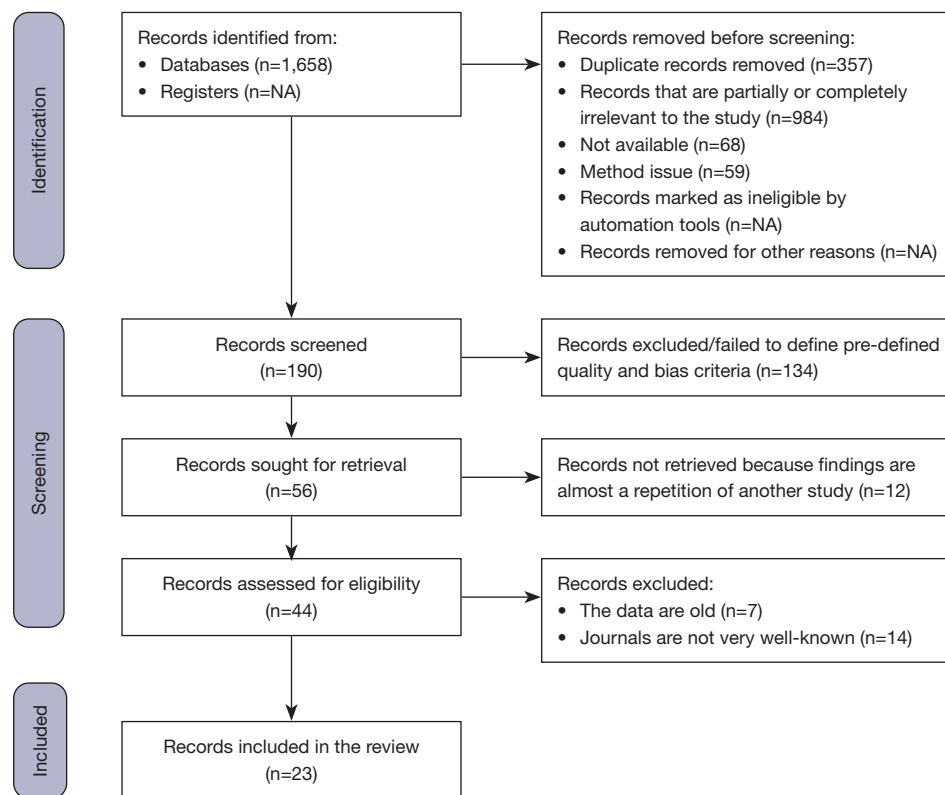 Identification
Records identified from:
• Databases (n=1,658)
• Registers (n=NA)
Records removed before screening:
• Duplicate records removed (n=357)
• Records that are partially or completely
irrelevant to the study (n=984)
• Not available (n=68)
• Method issue (n=59)
• Records marked as ineligible by
automation tools (n=NA)
• Records removed for other reasons (n=NA)
Screening
Records screened
(n=190)
Records excluded/failed to define pre-defined
quality and bias criteria (n=134)
Records sought for retrieval
(n=56)
Records not retrieved because findings are
almost a repetition of another study (n=12)
Records assessed for eligibility
(n=44)
Records excluded:
• The data are old (n=7)
• Journals are not very well-known (n=14)
Included
Records included in the review
(n=23)